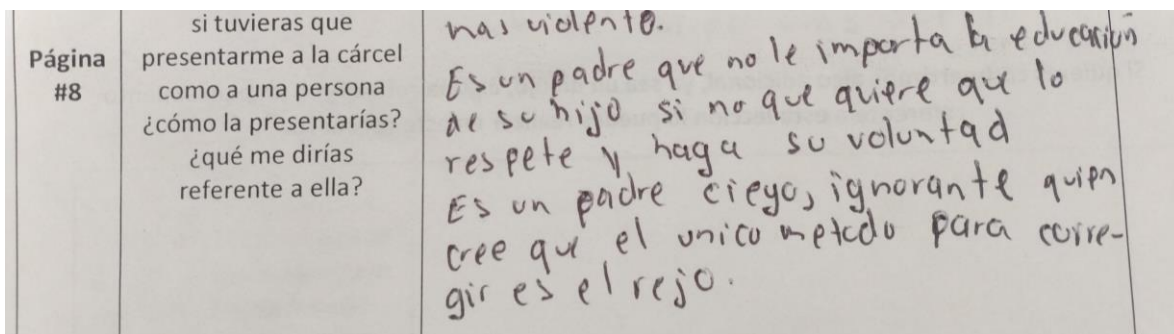 Página
#8
si tuvieras que
presentarme a la cárcel
como a una persona
¿cómo la presentarías?
¿qué me dirías
referente a ella?
mas violento.
Es un padre que no le importa la educación
de su hijo si no que quiere que lo
respete y haga su voluntad
Es un padre ciego, ignorante quien
cree que el unico metodo para corre-
gir es el rejo.